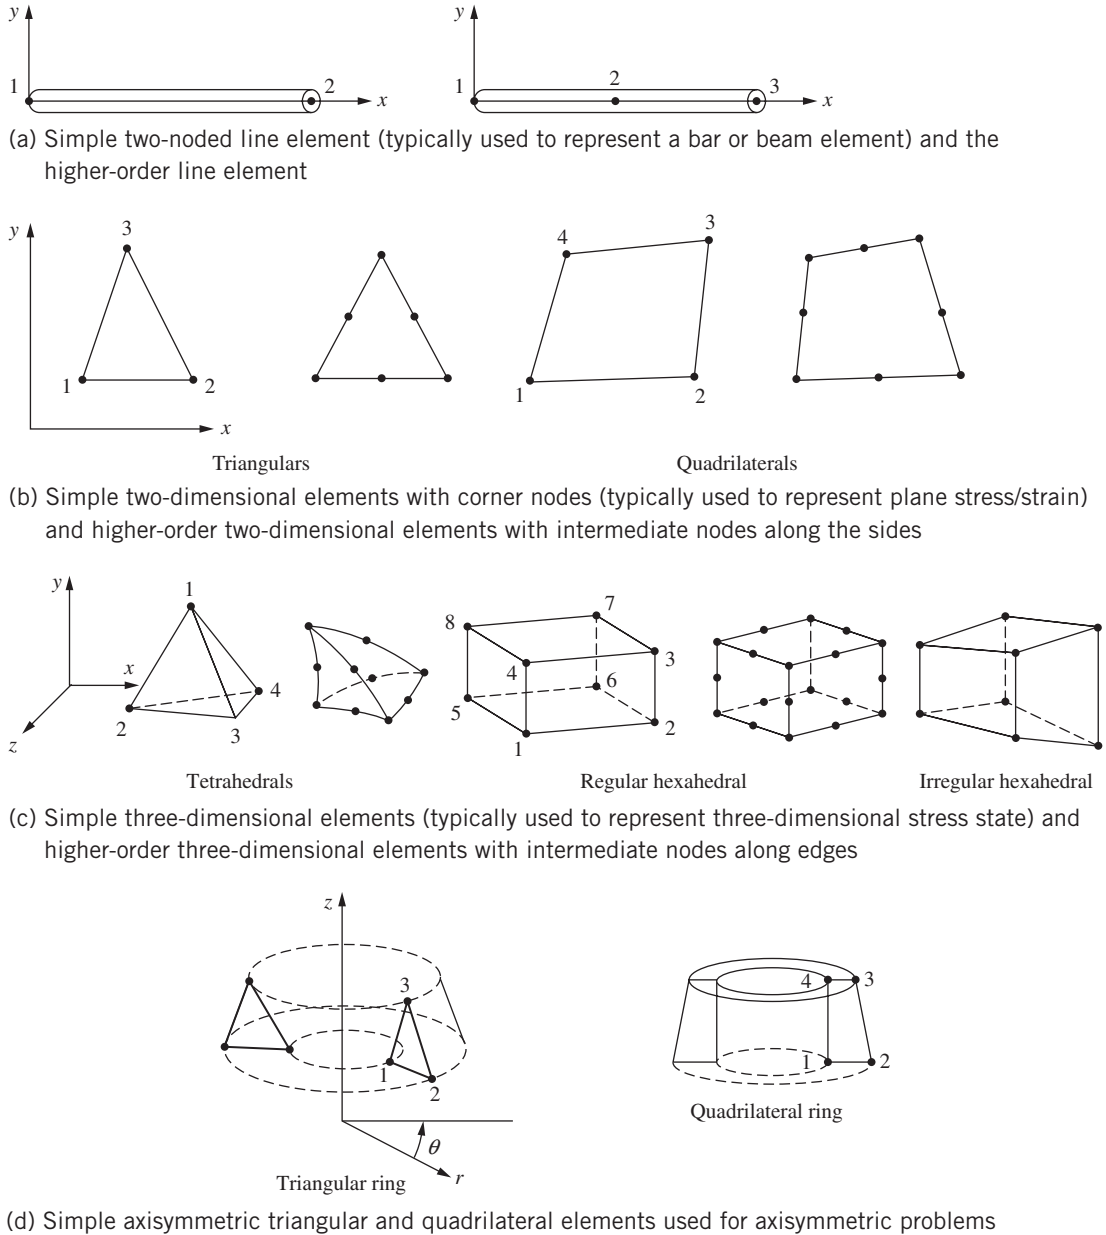 y
y
1
2
x
1
2
3
x
(a) Simple two-noded line element (typically used to represent a bar or beam element) and the
higher-order line element
y
3
1
2
x
4
3
1
2
Triangulars
Quadrilaterals
(b) Simple two-dimensional elements with corner nodes (typically used to represent plane stress/strain)
and higher-order two-dimensional elements with intermediate nodes along the sides
y
x
z
1
2
3
4
8
7
4
3
5
6
1
2
Tetrahedrals
Regular hexahedral
Irregular hexahedral
(c) Simple three-dimensional elements (typically used to represent three-dimensional stress state) and
higher-order three-dimensional elements with intermediate nodes along edges
z
3
1
2
θ
r
Triangular ring
4
3
1
2
Quadrilateral ring
(d) Simple axisymmetric triangular and quadrilateral elements used for axisymmetric problems